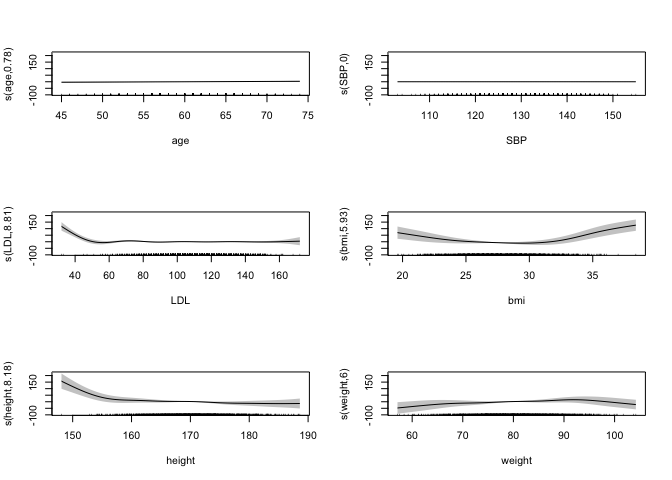 s(age,0.78)
-100 150
45 50 55 60 65 70 75
age
s(SBP,0)
-100 150
110 120 130 140 150
SBP
s(LDL,8.81)
-100 150
40 60 80 100 120 140 160
LDL
s(bmi,5.93)
-100 150
20 25 30 35
bmi
s(height,8.18)
-100 150
150 160 170 180 190
height
s(weight,6)
-100 150
60 70 80 90 100
weight